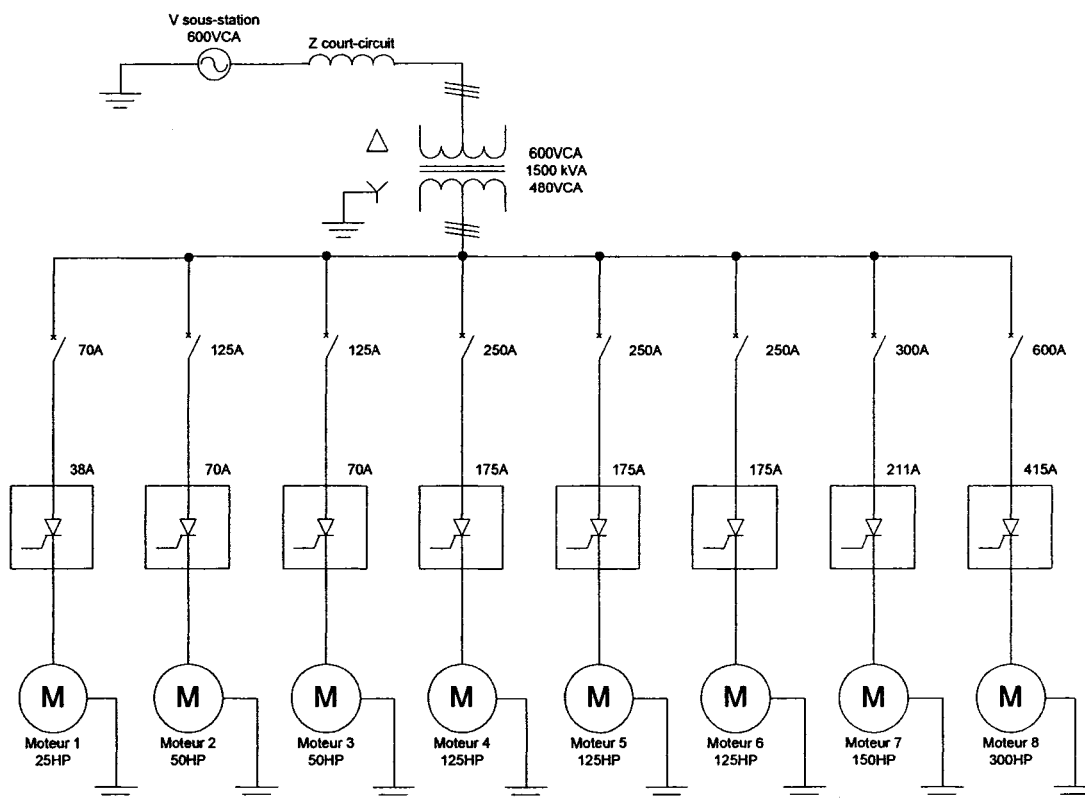 V sous-station
600VCA
Z court-circuit
600VCA
1500 kVA
480VCA
70A
125A
125A
250A
250A
250A
300A
600A
38A
70A
70A
175A
175A
175A
211A
415A
M
M
M
M
M
M
M
M
Moteur 1
25HP
Moteur 2
50HP
Moteur 3
50HP
Moteur 4
125HP
Moteur 5
125HP
Moteur 6
125HP
Moteur 7
150HP
Moteur 8
300HP